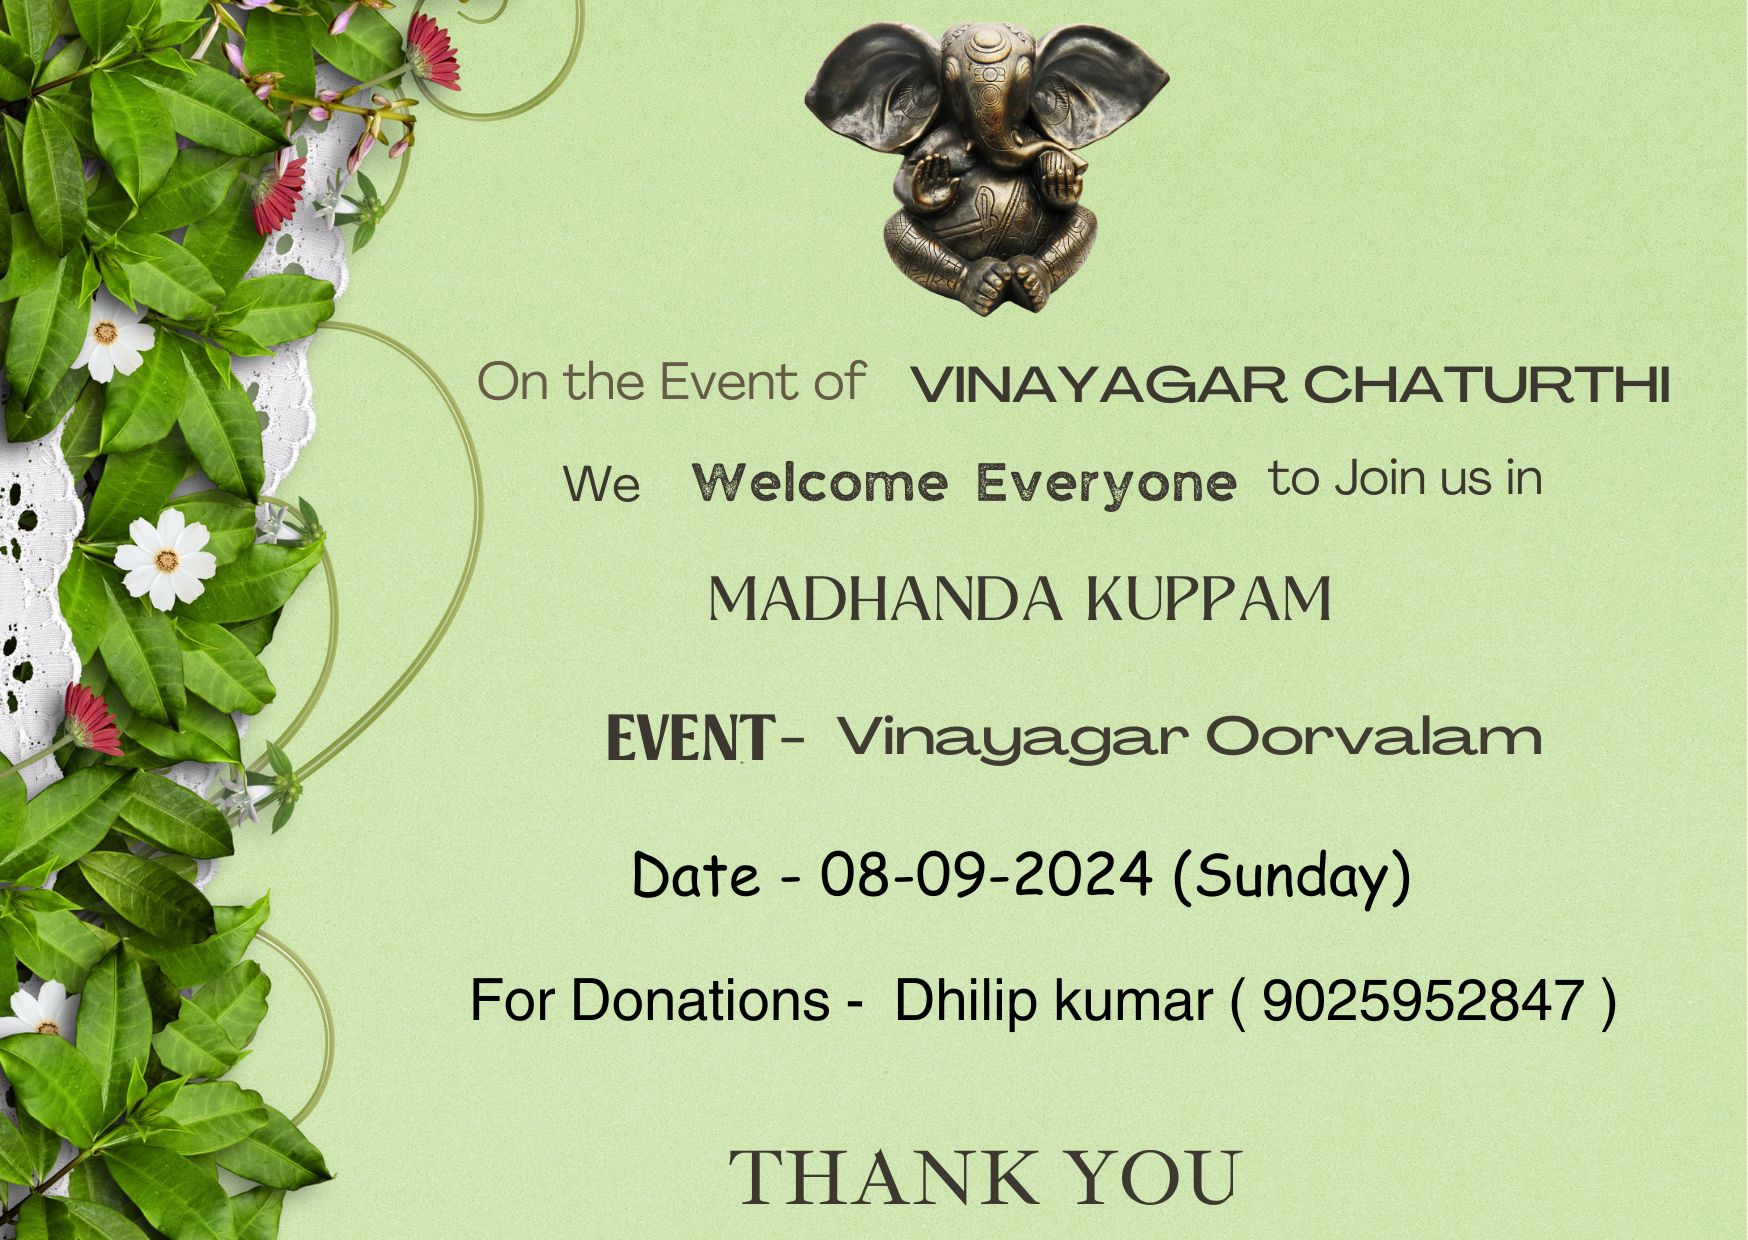 On the Event of VINAYAGAR CHATURTHI
We Welcome Everyone to Join us in
MADHANDA KUPPAM
EVENT- Vinayagar Oorvalam
Date - 08-09-2024 (Sunday)
For Donations - Dhilip kumar ( 9025952847 )
THANK YOU